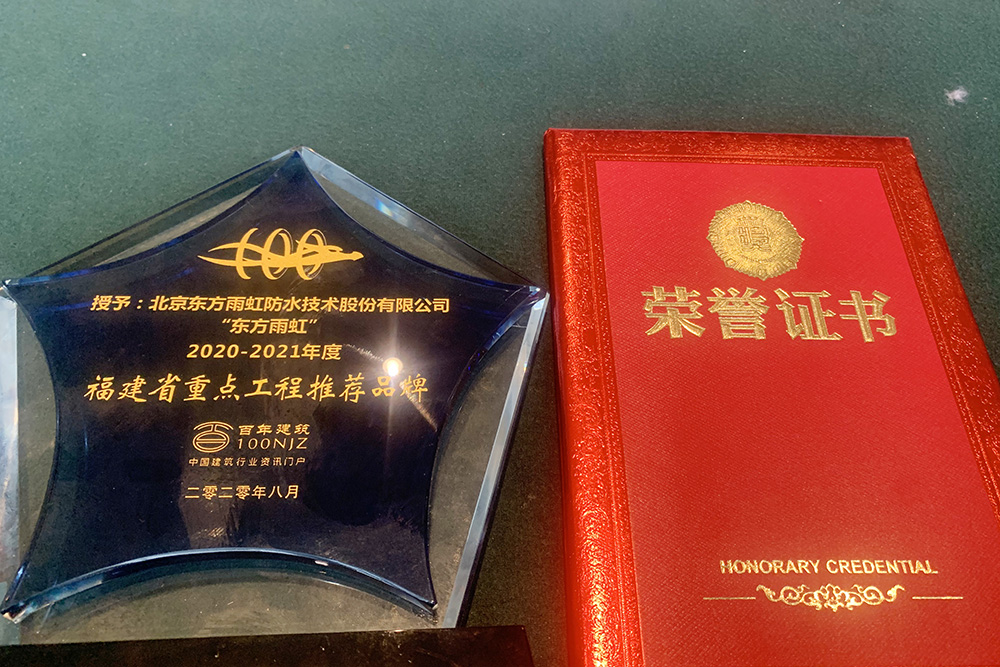 100
授予：北京东方雨虹防水技术股份有限公司
“东方雨虹”
2020-2021年度
福建省重点工程推荐品牌
百年建筑
100NJZ
中国建筑行业资讯门户
二零二零年八月
荣誉证书
HONORARY CREDENTIAL